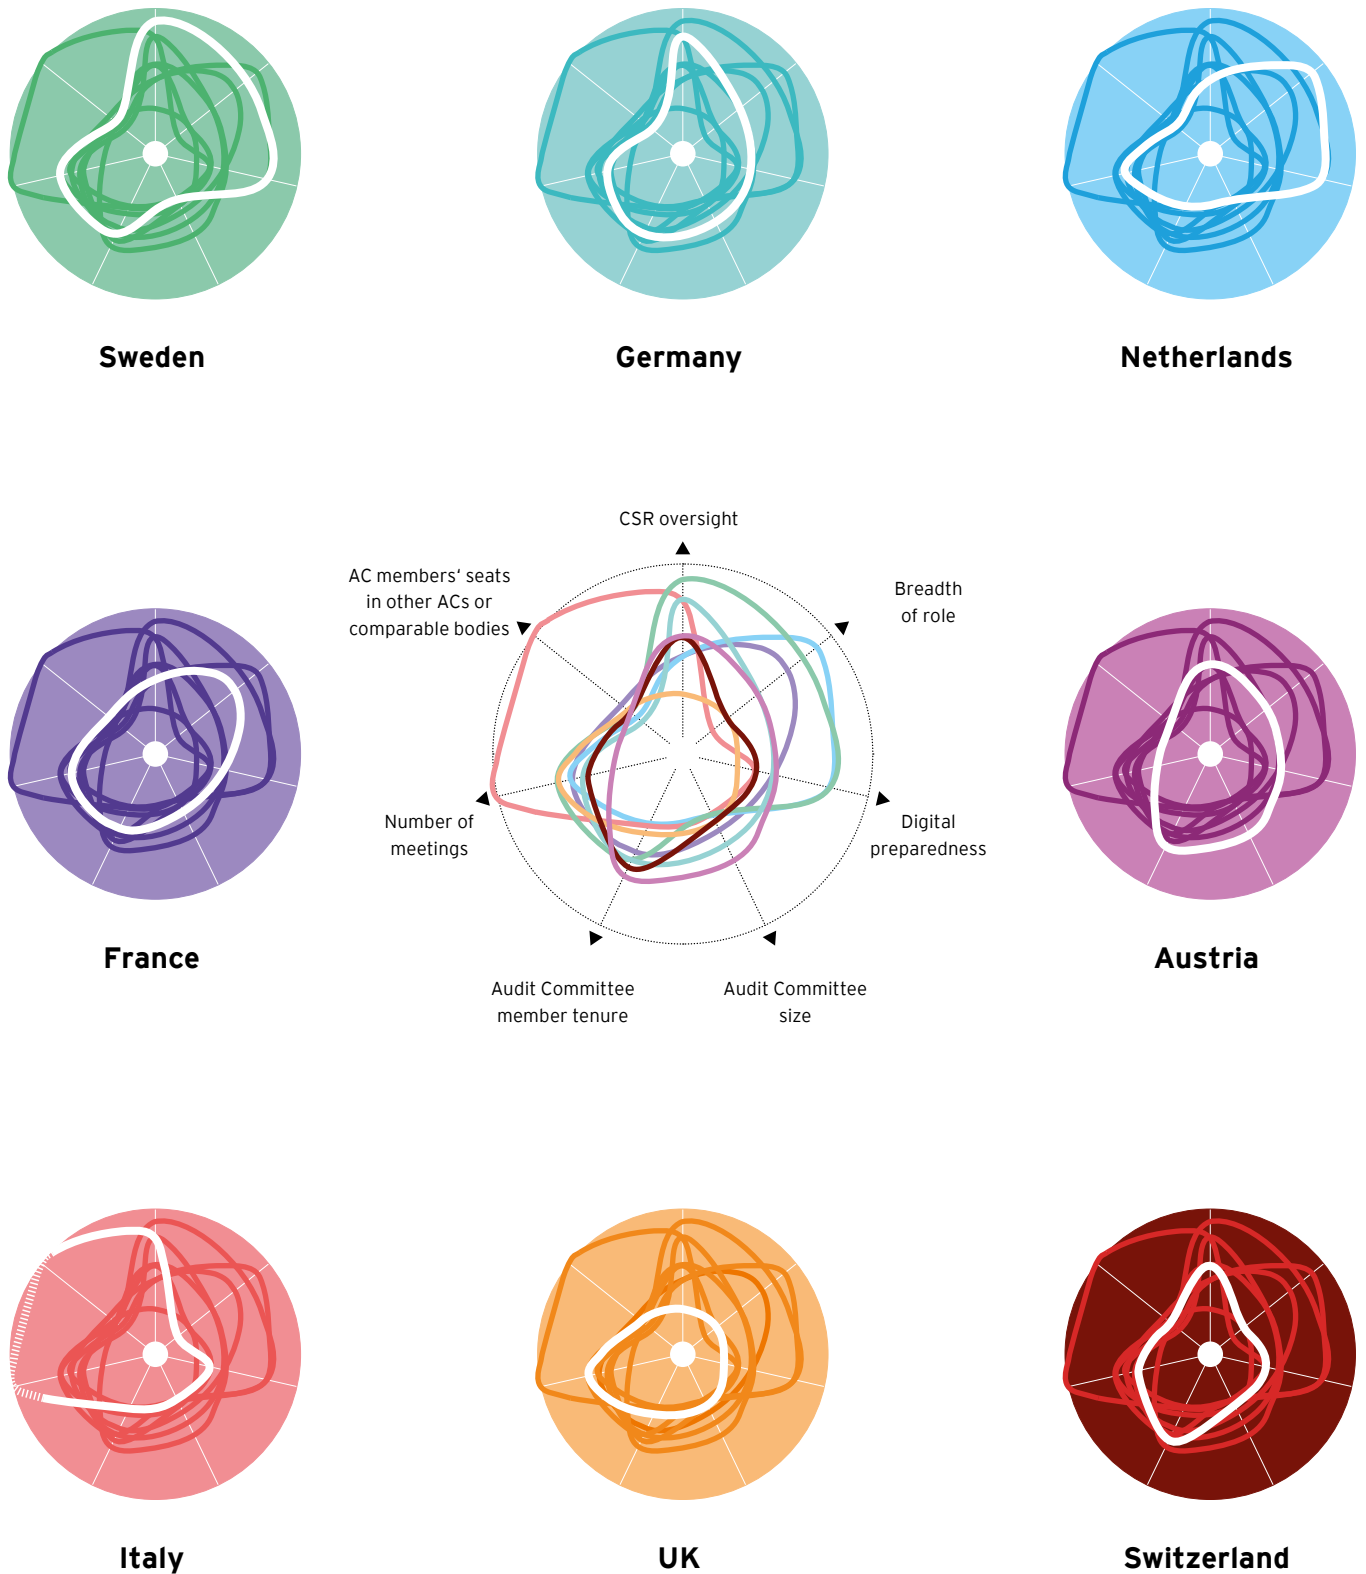 Sweden
Germany
Netherlands
CSR oversight
AC members‘ seats
in other ACs or
comparable bodies
Breadth
of role
Number of
meetings
Digital
preparedness
Audit Committee
member tenure
Audit Committee
size
France
Austria
Italy
UK
Switzerland